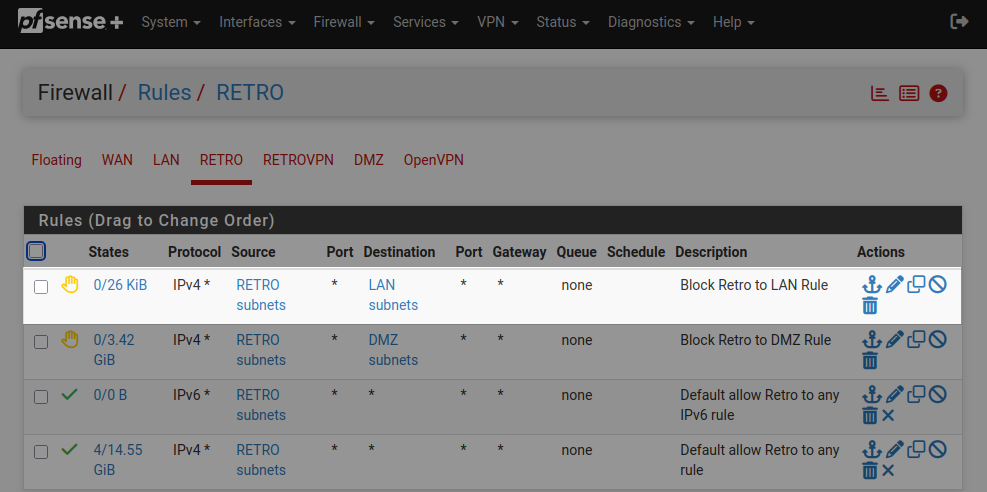 pfsense + System Interfaces Firewall Services VPN Status Diagnostics Help
Firewall / Rules / RETRO
Floating WAN LAN RETRO RETROVPN DMZ OpenVPN
Rules (Drag to Change Order)
States Protocol Source Port Destination Port Gateway Queue Schedule Description Actions
0/26 KiB IPv4 * RETRO * LAN * * none Block Retro to LAN Rule
subnets subnets
0/3.42 IPv4 * RETRO * DMZ * * none Block Retro to DMZ Rule
GiB subnets subnets
0/0 B IPv6 * RETRO * * * * none Default allow Retro to any
subnets IPv6 rule
4/14.55 IPv4 * RETRO * * * * none Default allow Retro to any
GiB subnets rule